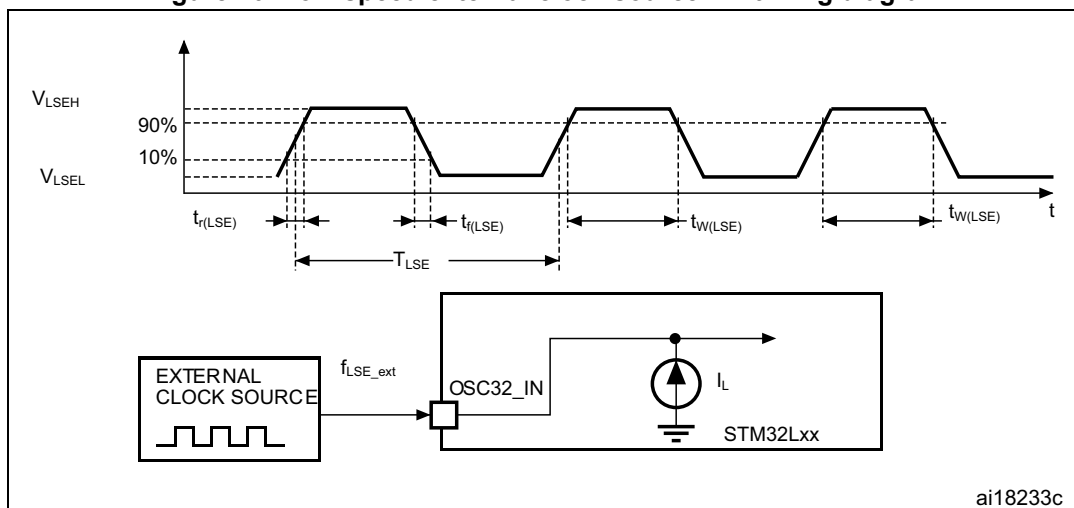 V_LSEH
90%
10%
V_LSEL
t_r(LSE)
t_f(LSE)
t_W(LSE)
t_W(LSE)
t
T_LSE
EXTERNAL
CLOCK SOURCE
f_LSE_ext
OSC32_IN
I_L
STM32Lxx
ai18233c